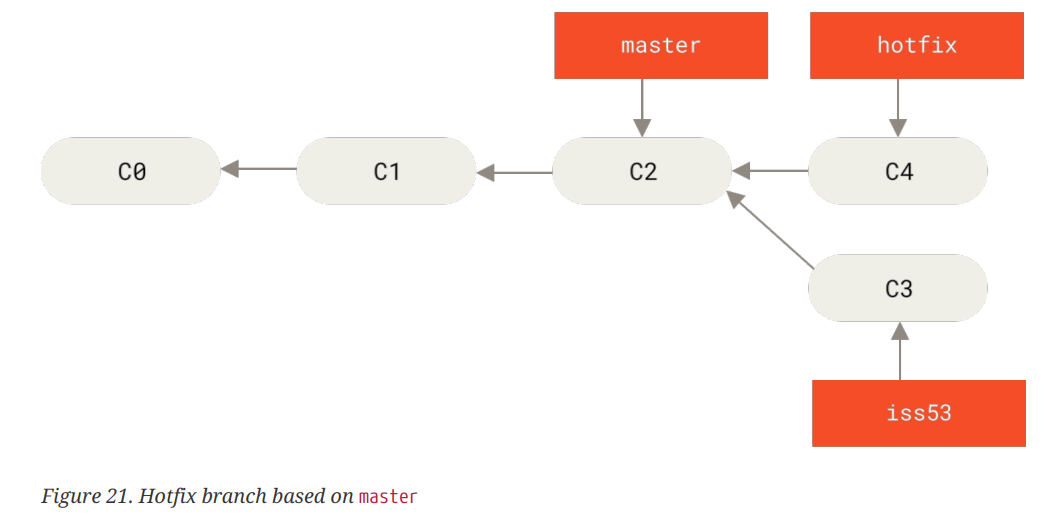 master hotfix
C0 C1 C2 C4
C3
iss53
Figure 21. Hotfix branch based on master